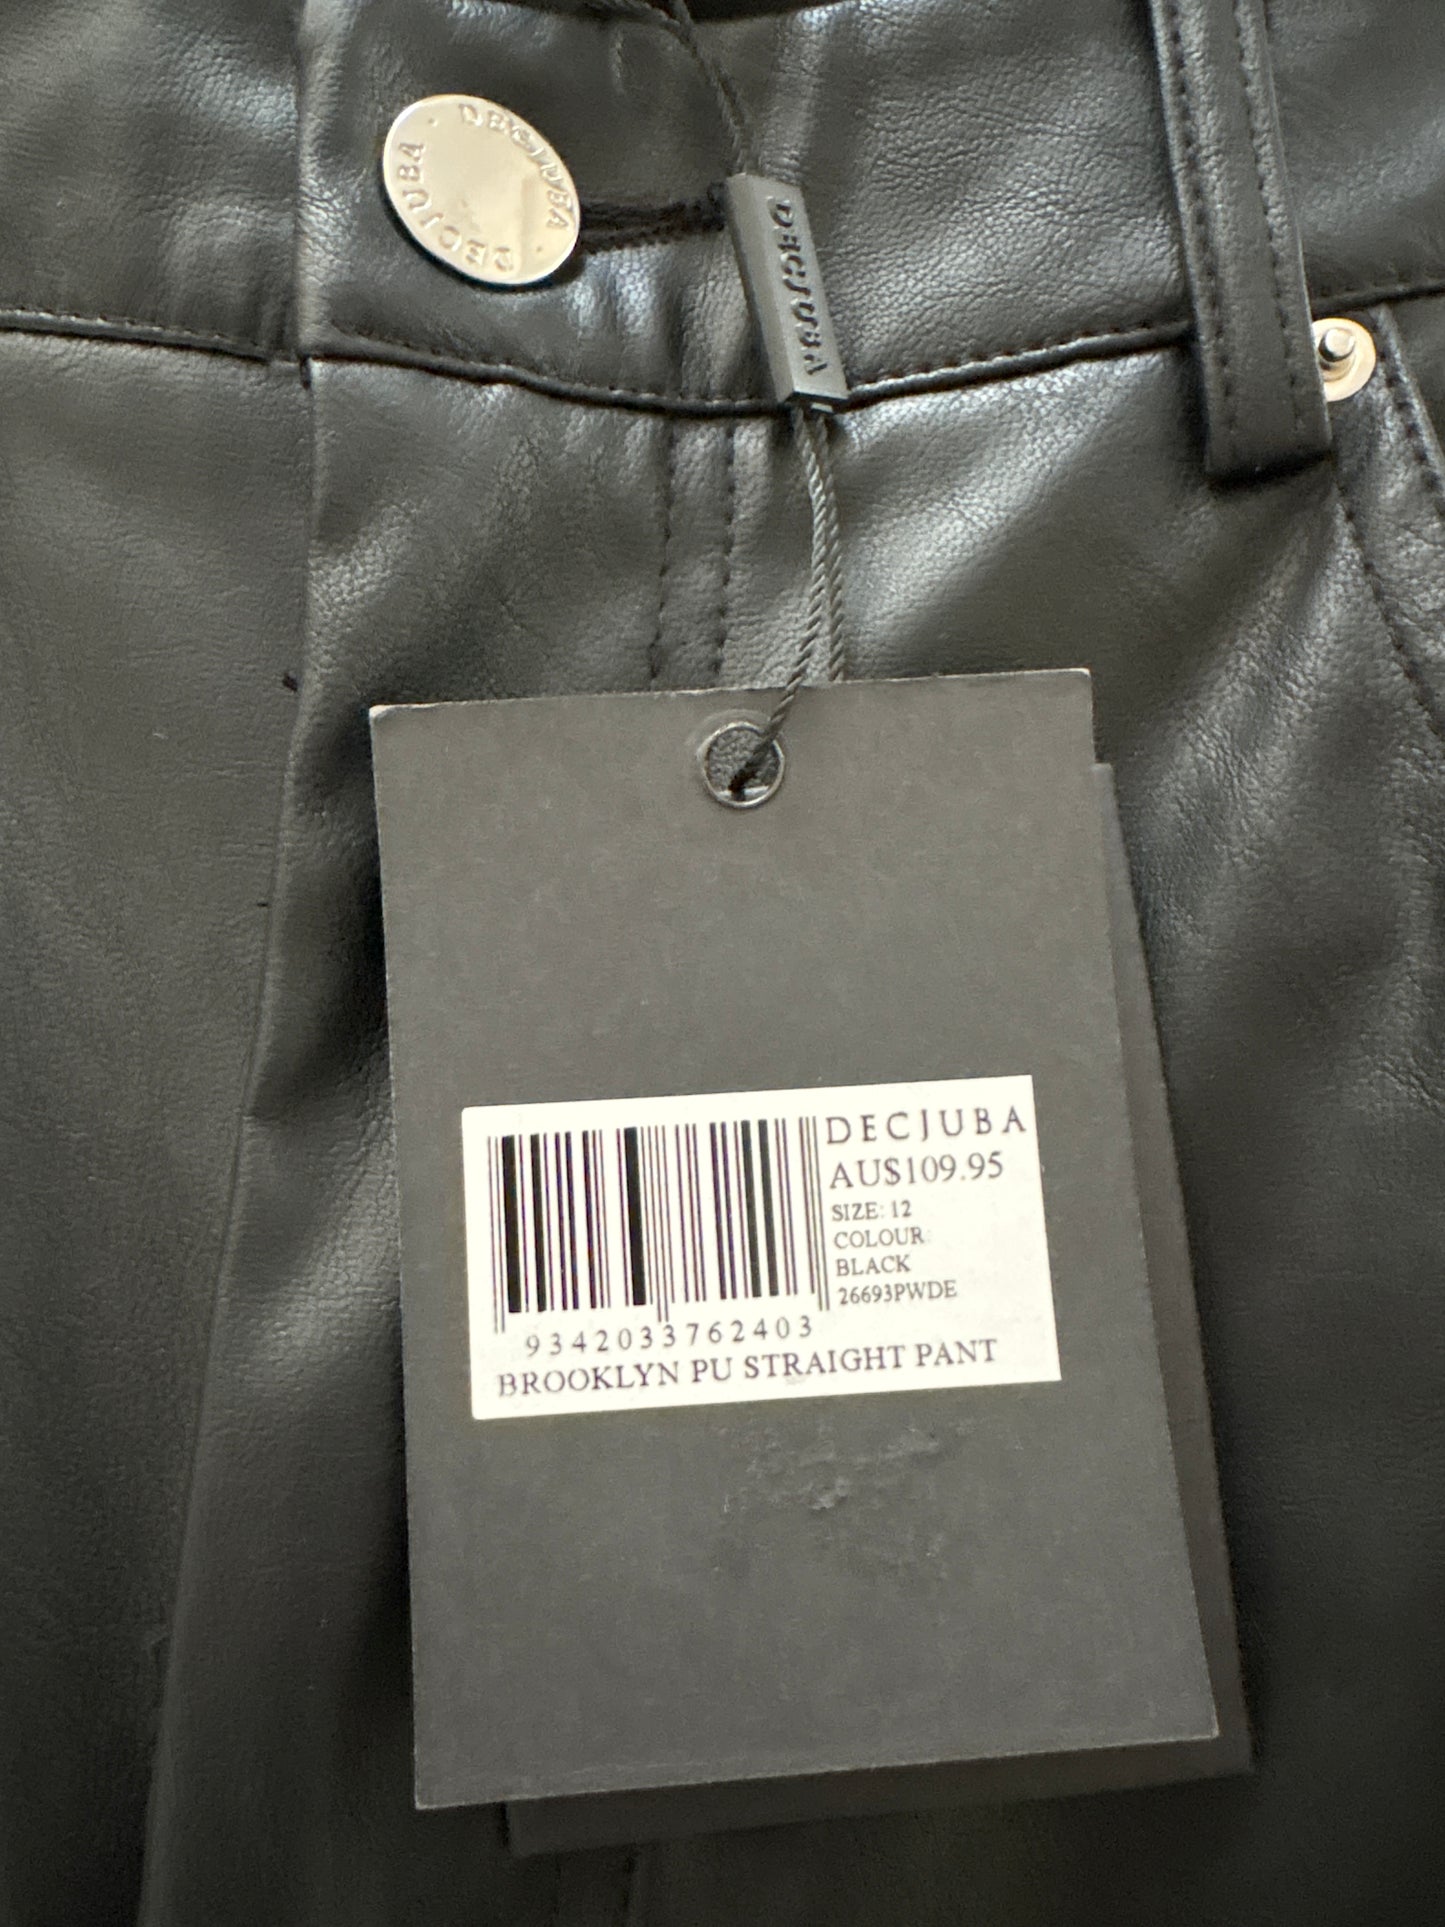 DECJUBA DECJUBA
DECJUBA
DECJUBA
AU$109.95
SIZE: 12
COLOUR:
BLACK
26693PWDE
9342033762403
BROOKLYN PU STRAIGHT PANT